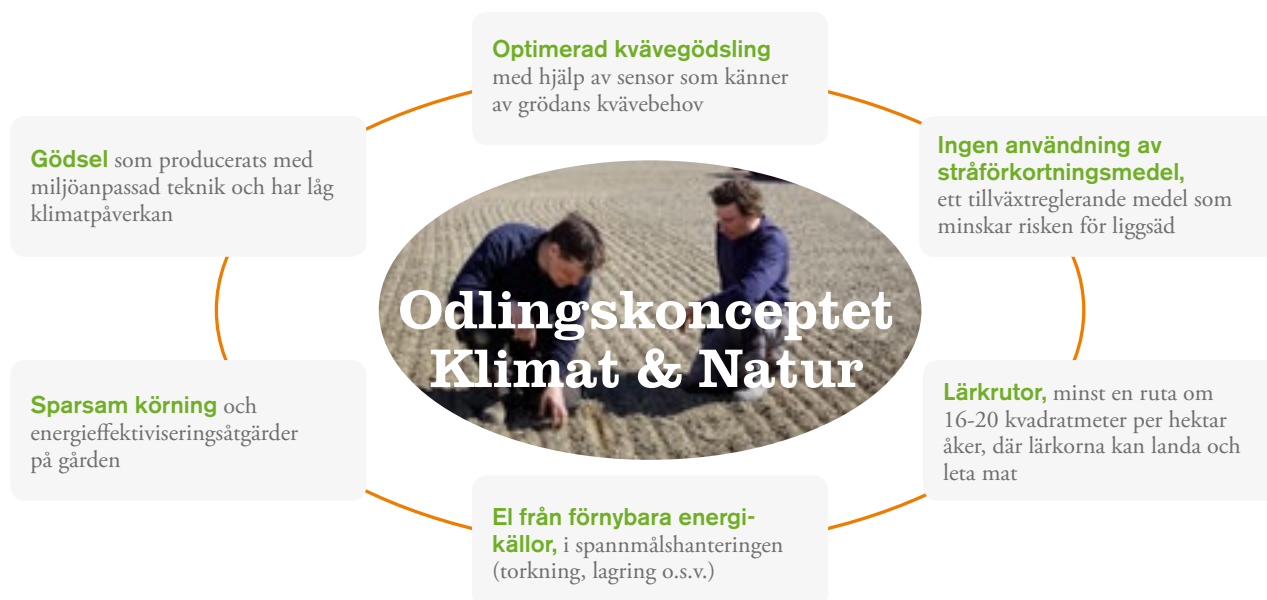 Optimerad kvävegödsling
med hjälp av sensor som känner
av grödans kvävebehov
Ingen användning av
stråförkortningsmedel,
ett tillväxtreglerande medel som
minskar risken för liggsäd
Gödsel som producerats med
miljöanpassad teknik och har låg
klimatpåverkan
Odlingskonceptet
Klimat & Natur
Lärkrutor, minst en ruta om
16-20 kvadratmeter per hektar
åker, där lärkorna kan landa och
leta mat
Sparsam körning och
energieffektiviseringsåtgärder
på gården
El från förnybara energi-
källor, i spannmålshanteringen
(torkning, lagring o.s.v.)